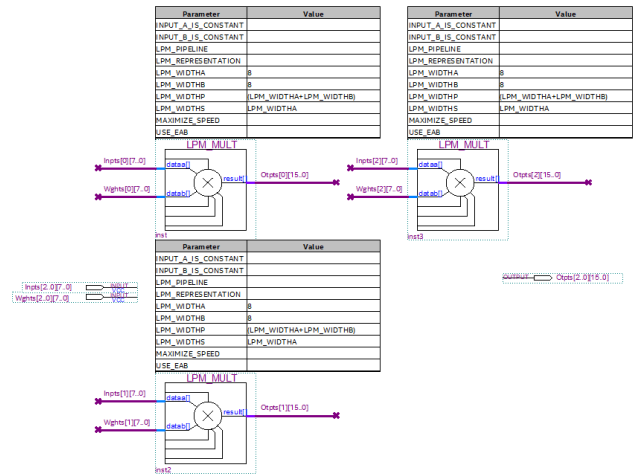 Parameter Value
INPUT_A_IS_CONSTANT
INPUT_B_IS_CONSTANT
LPM_PIPELINE
LPM_REPRESENTATION
LPM_WIDTHA 8
LPM_WIDTHB 8
LPM_WIDTHP (LPM_WIDTHA+LPM_WIDTHB)
LPM_WIDTHS LPM_WIDTHA
MAXIMIZE_SPEED
USE_EAB
LPM_MULT
Inpts[0][7..0] dataa[]
result[] Otpts[0][15..0]
Wghts[0][7..0] datab[]
inst
Parameter Value
INPUT_A_IS_CONSTANT
INPUT_B_IS_CONSTANT
LPM_PIPELINE
LPM_REPRESENTATION
LPM_WIDTHA 8
LPM_WIDTHB 8
LPM_WIDTHP (LPM_WIDTHA+LPM_WIDTHB)
LPM_WIDTHS LPM_WIDTHA
MAXIMIZE_SPEED
USE_EAB
LPM_MULT
Inpts[2][7..0] dataa[]
result[] Otpts[2][15..0]
Wghts[2][7..0] datab[]
inst3
Inpts[2..0][7..0] INPUT
VCC
Wghts[2..0][7..0] INPUT
VCC
Parameter Value
INPUT_A_IS_CONSTANT
INPUT_B_IS_CONSTANT
LPM_PIPELINE
LPM_REPRESENTATION
LPM_WIDTHA 8
LPM_WIDTHB 8
LPM_WIDTHP (LPM_WIDTHA+LPM_WIDTHB)
LPM_WIDTHS LPM_WIDTHA
MAXIMIZE_SPEED
USE_EAB
LPM_MULT
Inpts[1][7..0] dataa[]
result[] Otpts[1][15..0]
Wghts[1][7..0] datab[]
inst2
OUTPUT Otpts[2..0][15..0]